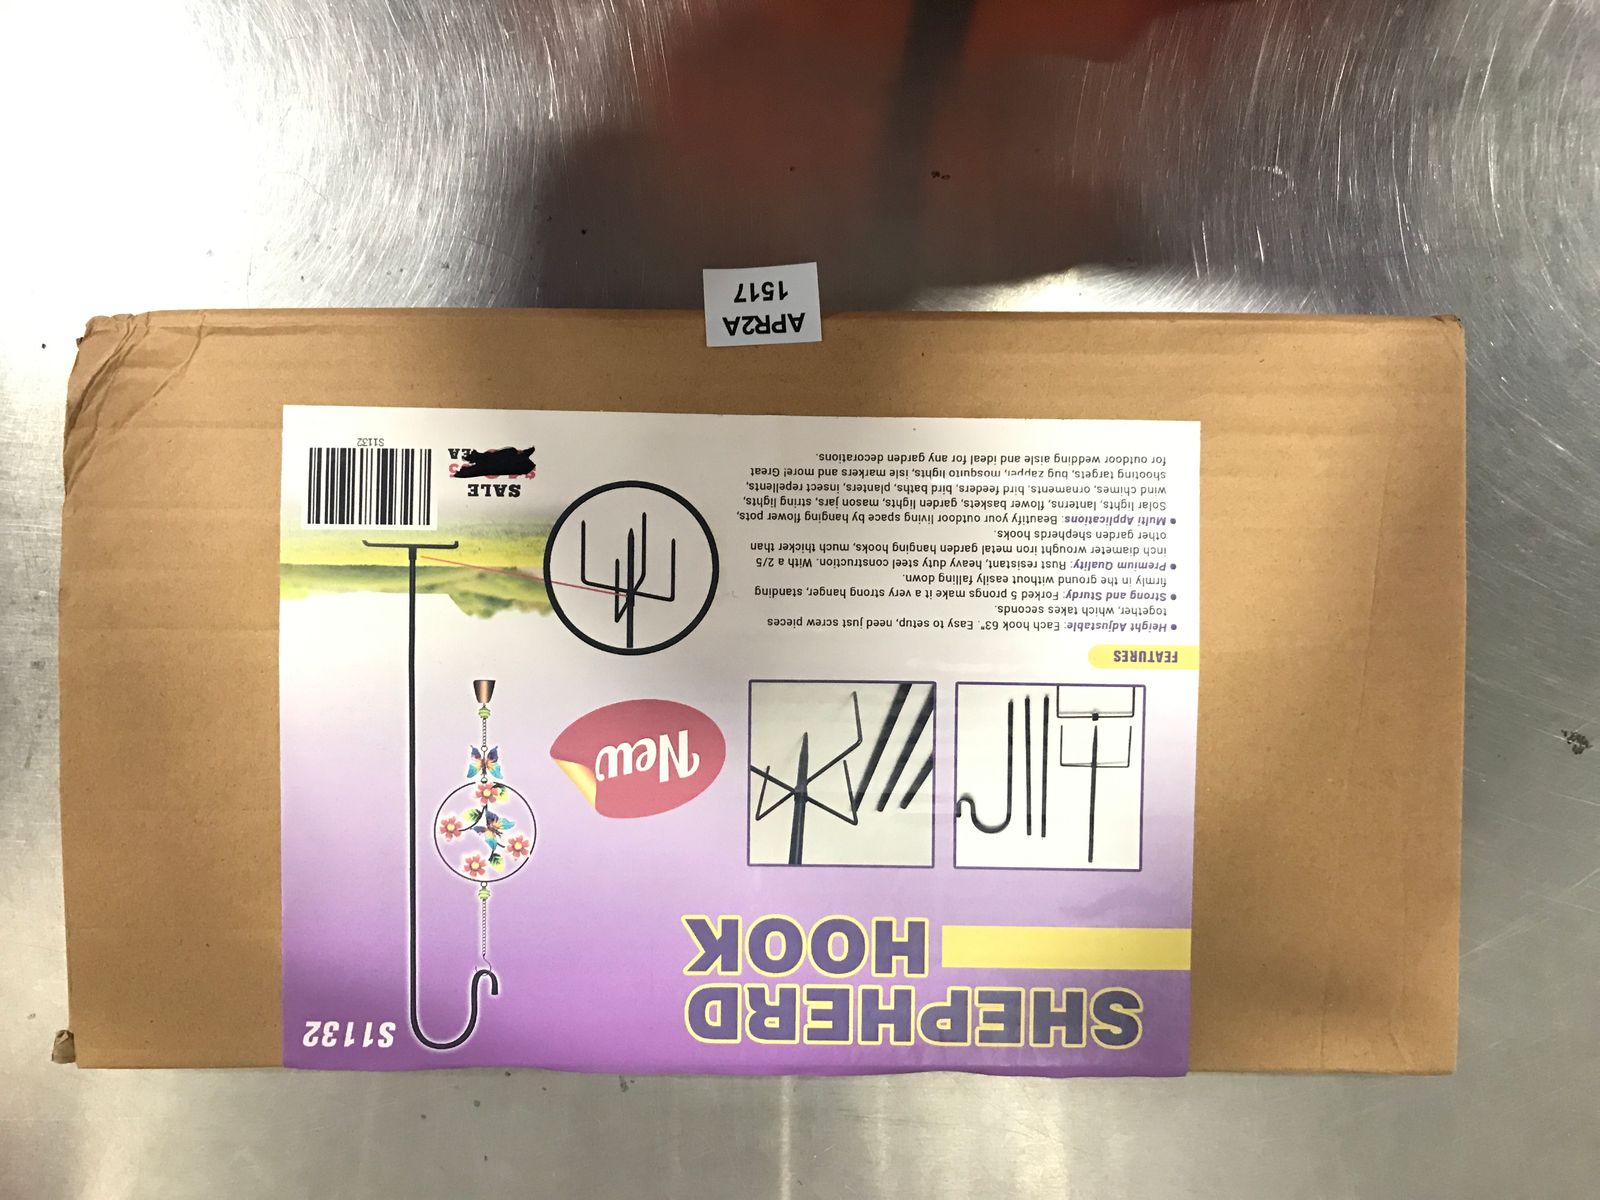 S1132
SHEPHERD
HOOK
New
FEATURES
• Height Adjustable: Each hook 63". Easy to setup, need just screw pieces
together, which takes seconds.
• Strong and Sturdy: Forked 5 prongs make it a very strong hanger, standing
firmly in the ground without easily falling down.
• Premium Quality: Rust resistant, heavy duty steel construction. With a 2/5
inch diameter wrought iron metal garden hanging hooks, much thicker than
other garden shepherds hooks.
• Multi Applications: Beautify your outdoor living space by hanging flower pots,
Solar lights, lanterns, flower baskets, garden lights, mason jars, string lights,
wind chimes, ornaments, bird feeders, bird baths, planters, insect repellents,
shooting targets, bug zapper, mosquito lights, isle markers and more! Great
for outdoor wedding aisle and ideal for any garden decorations.
SALE
EA
S1132
APR2A
1517